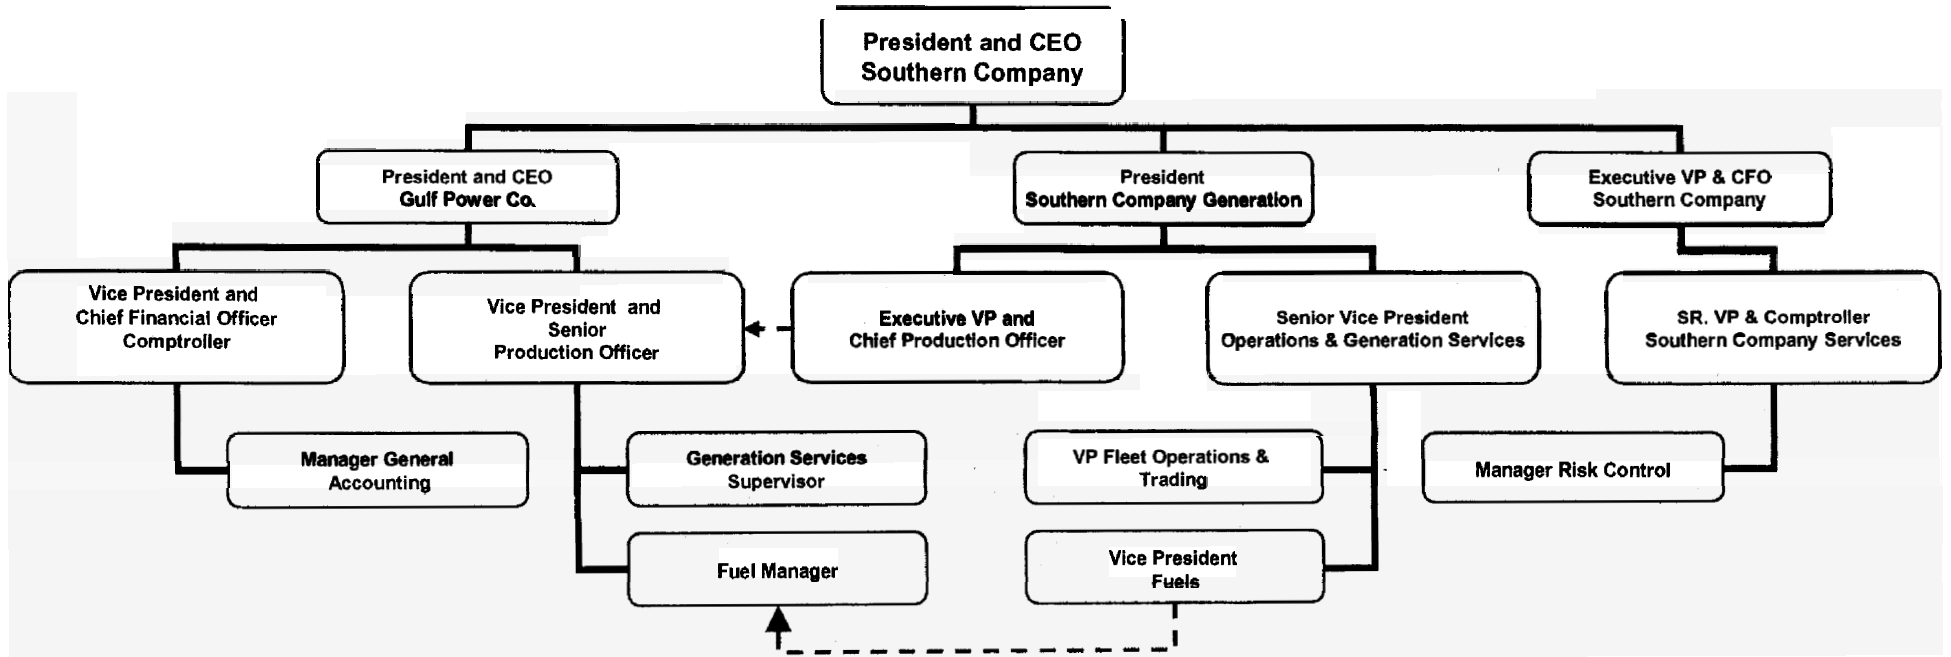 President and CEO
Southern Company
President and CEO
Gulf Power Co.
President
Southern Company Generation
Executive VP & CFO
Southern Company
Vice President and
Chief Financial Officer
Comptroller
Vice President and
Senior
Production Officer
Executive VP and
Chief Production Officer
Senior Vice President
Operations & Generation Services
SR. VP & Comptroller
Southern Company Services
Manager General
Accounting
Generation Services
Supervisor
VP Fleet Operations &
Trading
Manager Risk Control
Fuel Manager
Vice President
Fuels